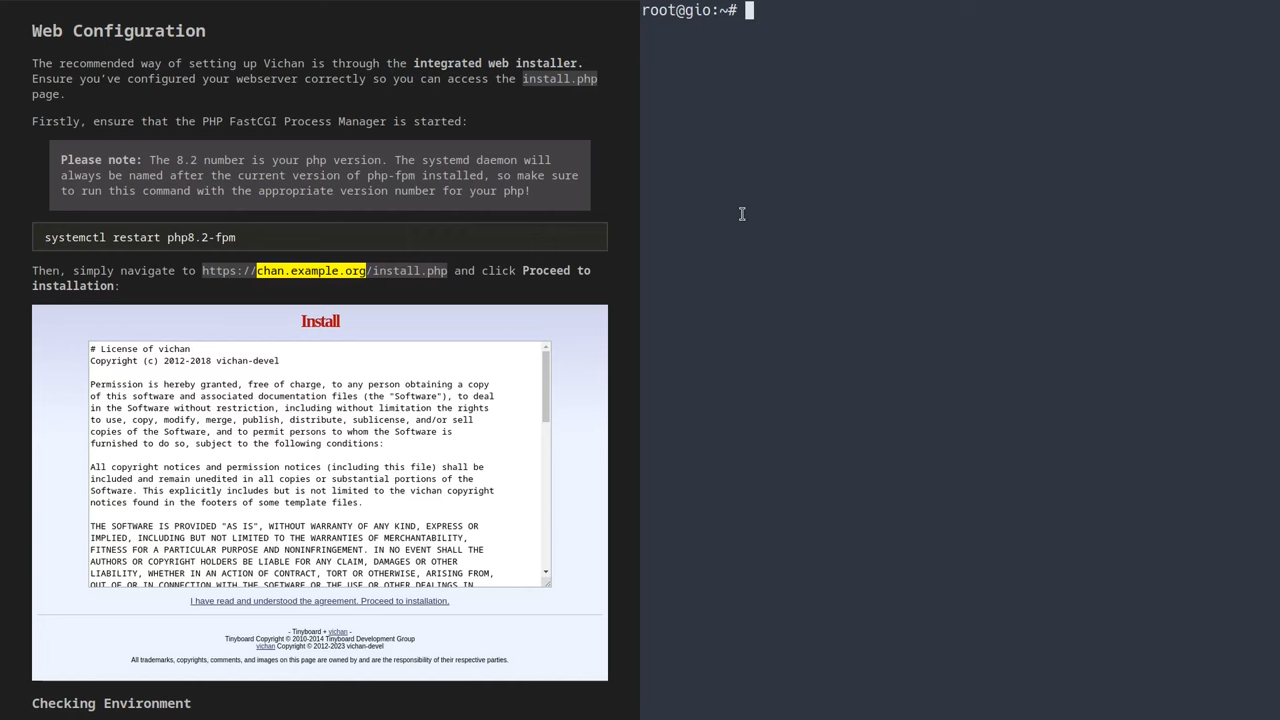 Web Configuration
The recommended way of setting up Vichan is through the integrated web installer.
Ensure you’ve configured your webserver correctly so you can access the install.php
page.
Firstly, ensure that the PHP FastCGI Process Manager is started:
Please note: The 8.2 number is your php version. The systemd daemon will
always be named after the current version of php-fpm installed, so make sure
to run this command with the appropriate version number for your php!
systemctl restart php8.2-fpm
Then, simply navigate to https://chan.example.org/install.php and click Proceed to
installation:
Install
# License of vichan
Copyright (c) 2012-2018 vichan-devel
Permission is hereby granted, free of charge, to any person obtaining a copy
of this software and associated documentation files (the "Software"), to deal
in the Software without restriction, including without limitation the rights
to use, copy, modify, merge, publish, distribute, sublicense, and/or sell
copies of the Software, and to permit persons to whom the Software is
furnished to do so, subject to the following conditions:
All copyright notices and permission notices (including this file) shall be
included and remain unedited in all copies or substantial portions of the
Software. This explicitly includes but is not limited to the vichan copyright
notices found in the footers of some template files.
THE SOFTWARE IS PROVIDED "AS IS", WITHOUT WARRANTY OF ANY KIND, EXPRESS OR
IMPLIED, INCLUDING BUT NOT LIMITED TO THE WARRANTIES OF MERCHANTABILITY,
FITNESS FOR A PARTICULAR PURPOSE AND NONINFRINGEMENT. IN NO EVENT SHALL THE
AUTHORS OR COPYRIGHT HOLDERS BE LIABLE FOR ANY CLAIM, DAMAGES OR OTHER
LIABILITY, WHETHER IN AN ACTION OF CONTRACT, TORT OR OTHERWISE, ARISING FROM,
OUT OF OR IN CONNECTION WITH THE SOFTWARE OR THE USE OR OTHER DEALINGS IN
I have read and understood the agreement. Proceed to installation.
- Tinyboard + vichan -
Tinyboard Copyright © 2010-2014 Tinyboard Development Group
vichan Copyright © 2012-2023 vichan-devel
All trademarks, copyrights, comments, and images on this page are owned by and are the responsibility of their respective parties.
Checking Environment
root@gio:~#